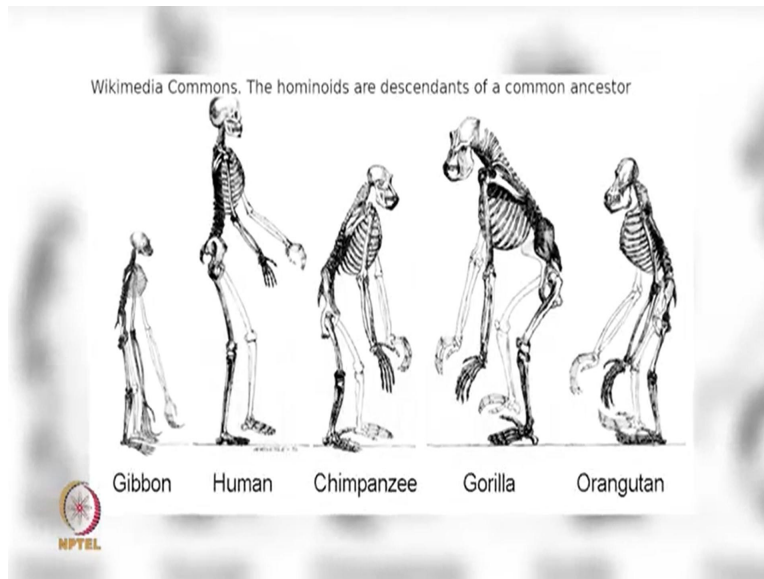 Wikimedia Commons. The hominoids are descendants of a common ancestor
Gibbon Human Chimpanzee Gorilla Orangutan
NPTEL